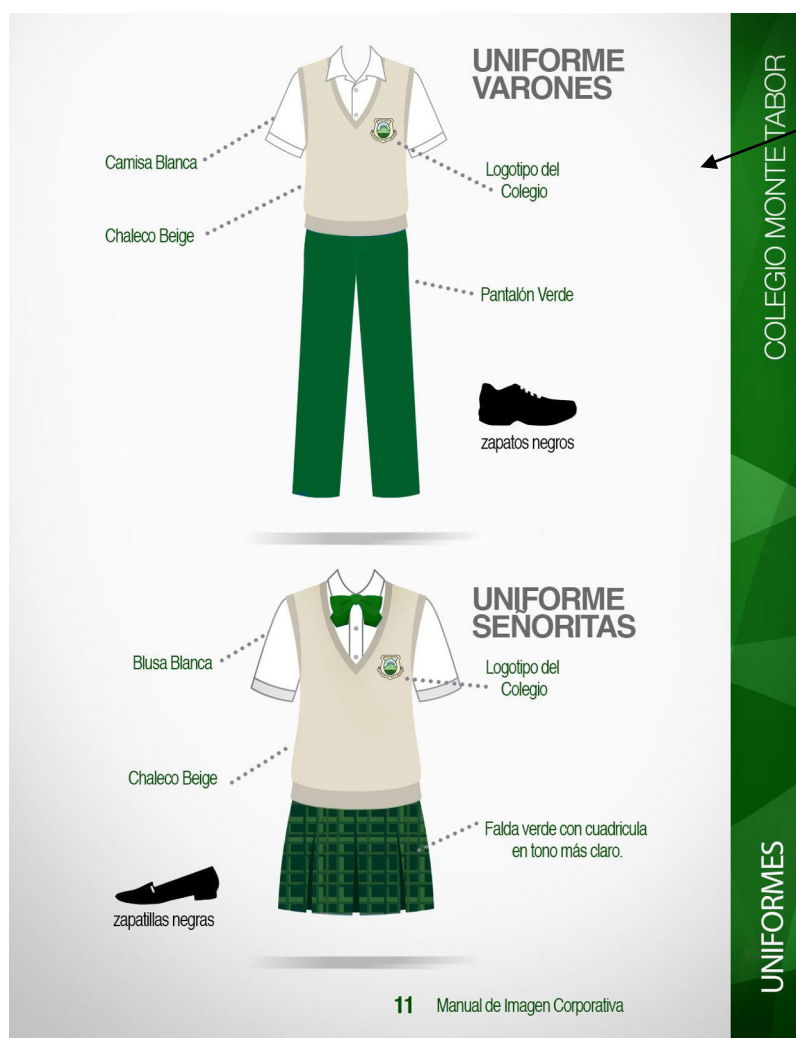 UNIFORME
VARONES
Camisa Blanca
Logotipo del
Colegio
Chaleco Beige
Pantalón Verde
zapatos negros
UNIFORME
SEÑORITAS
Blusa Blanca
Logotipo del
Colegio
Chaleco Beige
Falda verde con cuadricula
en tono más claro.
zapatillas negras
11 Manual de Imagen Corporativa
COLEGIO MONTE TABOR
UNIFORMES